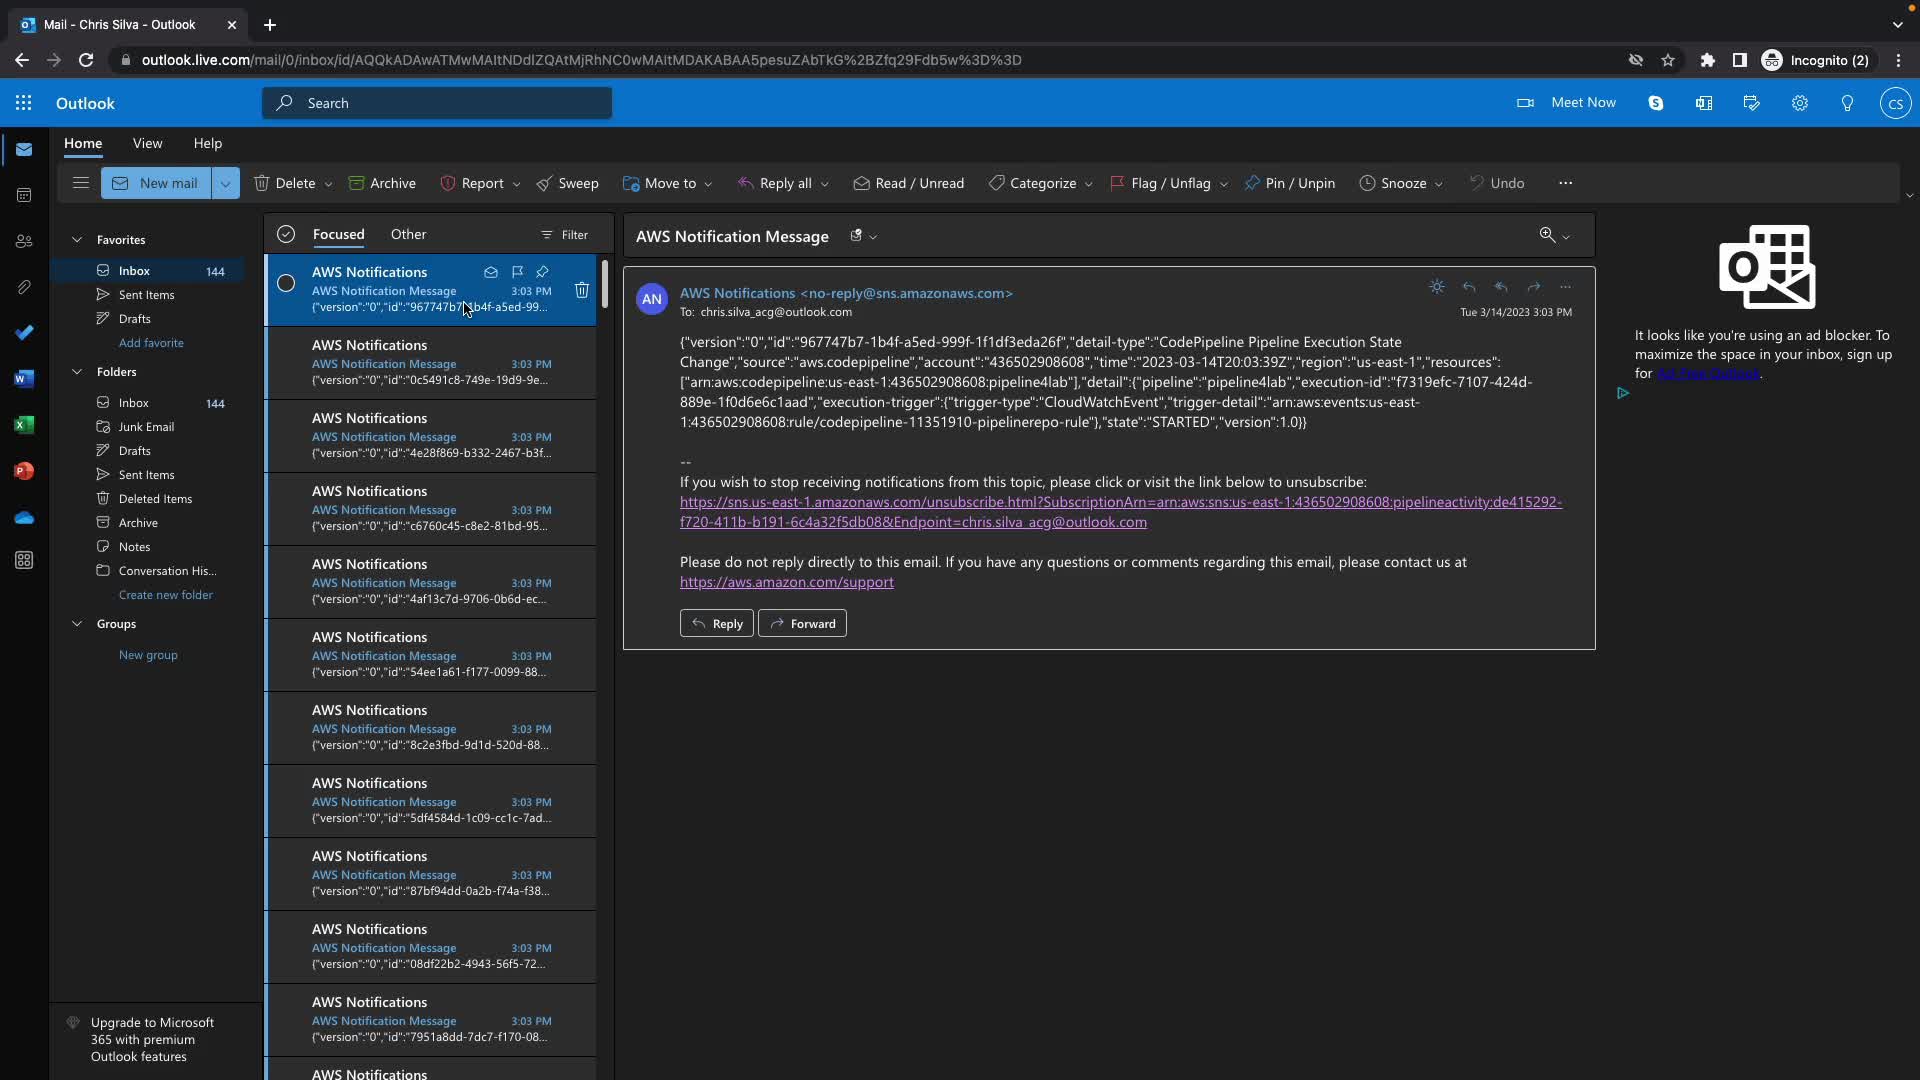 Mail - Chris Silva - Outlook
outlook.live.com/mail/0/inbox/id/AQQkADAwATMwMAItNDdlZQAtMjRhNC0wMAItMDAKABAA5pesuZAbTkG%2BZfq29Fdb5w%3D%3D
Incognito (2)
Outlook
Search
Meet Now
CS
Home
View
Help
New mail
Delete
Archive
Report
Sweep
Move to
Reply all
Read / Unread
Categorize
Flag / Unflag
Pin / Unpin
Snooze
Undo
Favorites
Inbox
144
Sent Items
Drafts
Add favorite
Folders
Inbox
144
Junk Email
Drafts
Sent Items
Deleted Items
Archive
Notes
Conversation His...
Create new folder
Groups
New group
Upgrade to Microsoft
365 with premium
Outlook features
Focused
Other
Filter
AWS Notifications
AWS Notification Message
3:03 PM
{"version":"0","id":"967747b7-1b4f-a5ed-99...
AWS Notifications
AWS Notification Message
3:03 PM
{"version":"0","id":"0c5491c8-749e-19d9-9e...
AWS Notifications
AWS Notification Message
3:03 PM
{"version":"0","id":"4e28f869-b332-2467-b3f...
AWS Notifications
AWS Notification Message
3:03 PM
{"version":"0","id":"c6760c45-c8e2-81bd-95...
AWS Notifications
AWS Notification Message
3:03 PM
{"version":"0","id":"4af13c7d-9706-0b6d-ec...
AWS Notifications
AWS Notification Message
3:03 PM
{"version":"0","id":"54ee1a61-f177-0099-88...
AWS Notifications
AWS Notification Message
3:03 PM
{"version":"0","id":"8c2e3fbd-9d1d-520d-88...
AWS Notifications
AWS Notification Message
3:03 PM
{"version":"0","id":"5df4584d-1c09-cc1c-7ad...
AWS Notifications
AWS Notification Message
3:03 PM
{"version":"0","id":"87bf94dd-0a2b-f74a-f38...
AWS Notifications
AWS Notification Message
3:03 PM
{"version":"0","id":"08df22b2-4943-56f5-72...
AWS Notifications
AWS Notification Message
3:03 PM
{"version":"0","id":"7951a8dd-7dc7-f170-08...
AWS Notifications
AWS Notification Message
AN
AWS Notifications <no-reply@sns.amazonaws.com>
To: chris.silva_acg@outlook.com
Tue 3/14/2023 3:03 PM
{"version":"0","id":"967747b7-1b4f-a5ed-999f-1f1df3eda26f","detail-type":"CodePipeline Pipeline Execution State
Change","source":"aws.codepipeline","account":"436502908608","time":"2023-03-14T20:03:39Z","region":"us-east-1","resources":
["arn:aws:codepipeline:us-east-1:436502908608:pipeline4lab"],"detail":{"pipeline":"pipeline4lab","execution-id":"f7319efc-7107-424d-
889e-1f0d6e6c1aad","execution-trigger":{"trigger-type":"CloudWatchEvent","trigger-detail":"arn:aws:events:us-east-
1:436502908608:rule/codepipeline-11351910-pipelinerepo-rule"},"state":"STARTED","version":1.0}}
--
If you wish to stop receiving notifications from this topic, please click or visit the link below to unsubscribe:
https://sns.us-east-1.amazonaws.com/unsubscribe.html?SubscriptionArn=arn:aws:sns:us-east-1:436502908608:pipelineactivity:de415292-
f720-411b-b191-6c4a32f5db08&Endpoint=chris.silva_acg@outlook.com
Please do not reply directly to this email. If you have any questions or comments regarding this email, please contact us at
https://aws.amazon.com/support
Reply
Forward
It looks like you're using an ad blocker. To
maximize the space in your inbox, sign up
for Ad-Free Outlook.